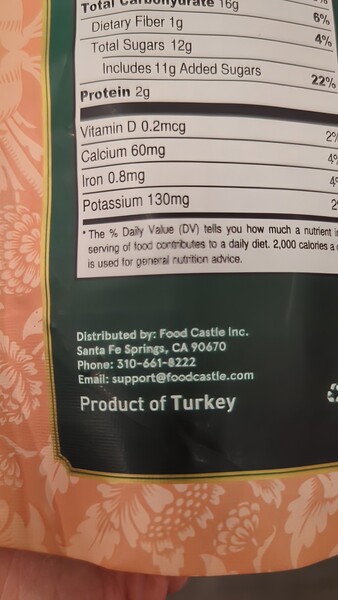 Total Carbohydrate 16g
Dietary Fiber 1g 6%
Total Sugars 12g 4%
Includes 11g Added Sugars 22%
Protein 2g
Vitamin D 0.2mcg
Calcium 60mg
Iron 0.8mg
Potassium 130mg
* The % Daily Value (DV) tells you how much a nutrient
serving of food contributes to a daily diet. 2,000 calories a
is used for general nutrition advice.
Distributed by: Food Castle Inc.
Santa Fe Springs, CA 90670
Phone: 310-661-8222
Email: support@foodcastle.com
Product of Turkey